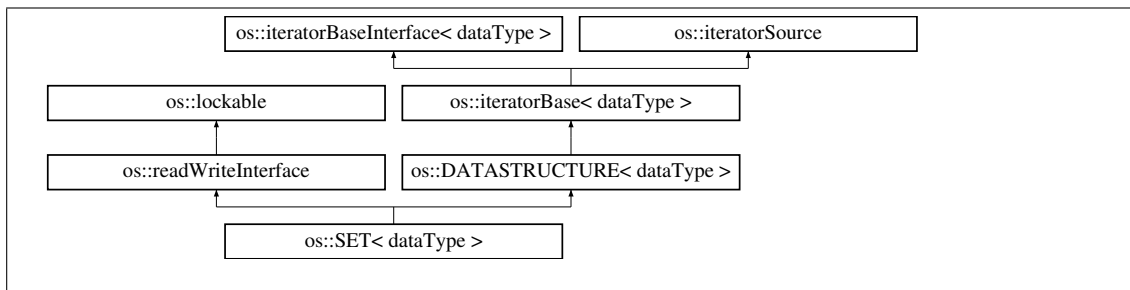 os::iteratorBaseInterface< dataType >
os::iteratorSource
os::lockable
os::iteratorBase< dataType >
os::readWriteInterface
os::DATASTRUCTURE< dataType >
os::SET< dataType >